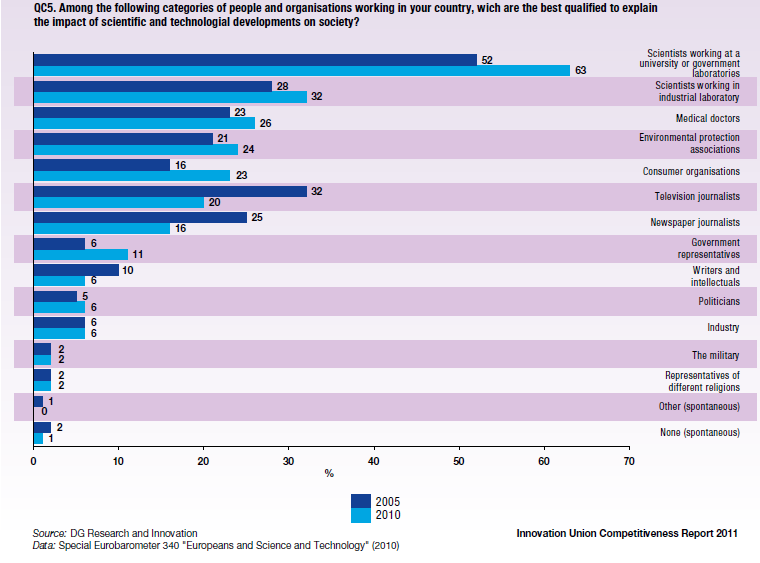 QC5. Among the following categories of people and organisations working in your country, wich are the best qualified to explain
the impact of scientific and technologial developments on society?
52
63
Scientists working at a
university or government
laboratories
28
32
Scientists working in
industrial laboratory
23
26
Medical doctors
21
24
Environmental protection
associations
16
23
Consumer organisations
32
20
Television journalists
25
16
Newspaper journalists
6
11
Government
representatives
10
6
Writers and
intellectuals
5
6
Politicians
6
6
Industry
2
2
The military
2
2
Representatives of
different religions
1
0
Other (spontaneous)
2
1
None (spontaneous)
0 10 20 30 40 50 60 70
%
2005
2010
Source: DG Research and Innovation
Innovation Union Competitiveness Report 2011
Data: Special Eurobarometer 340 "Europeans and Science and Technology" (2010)